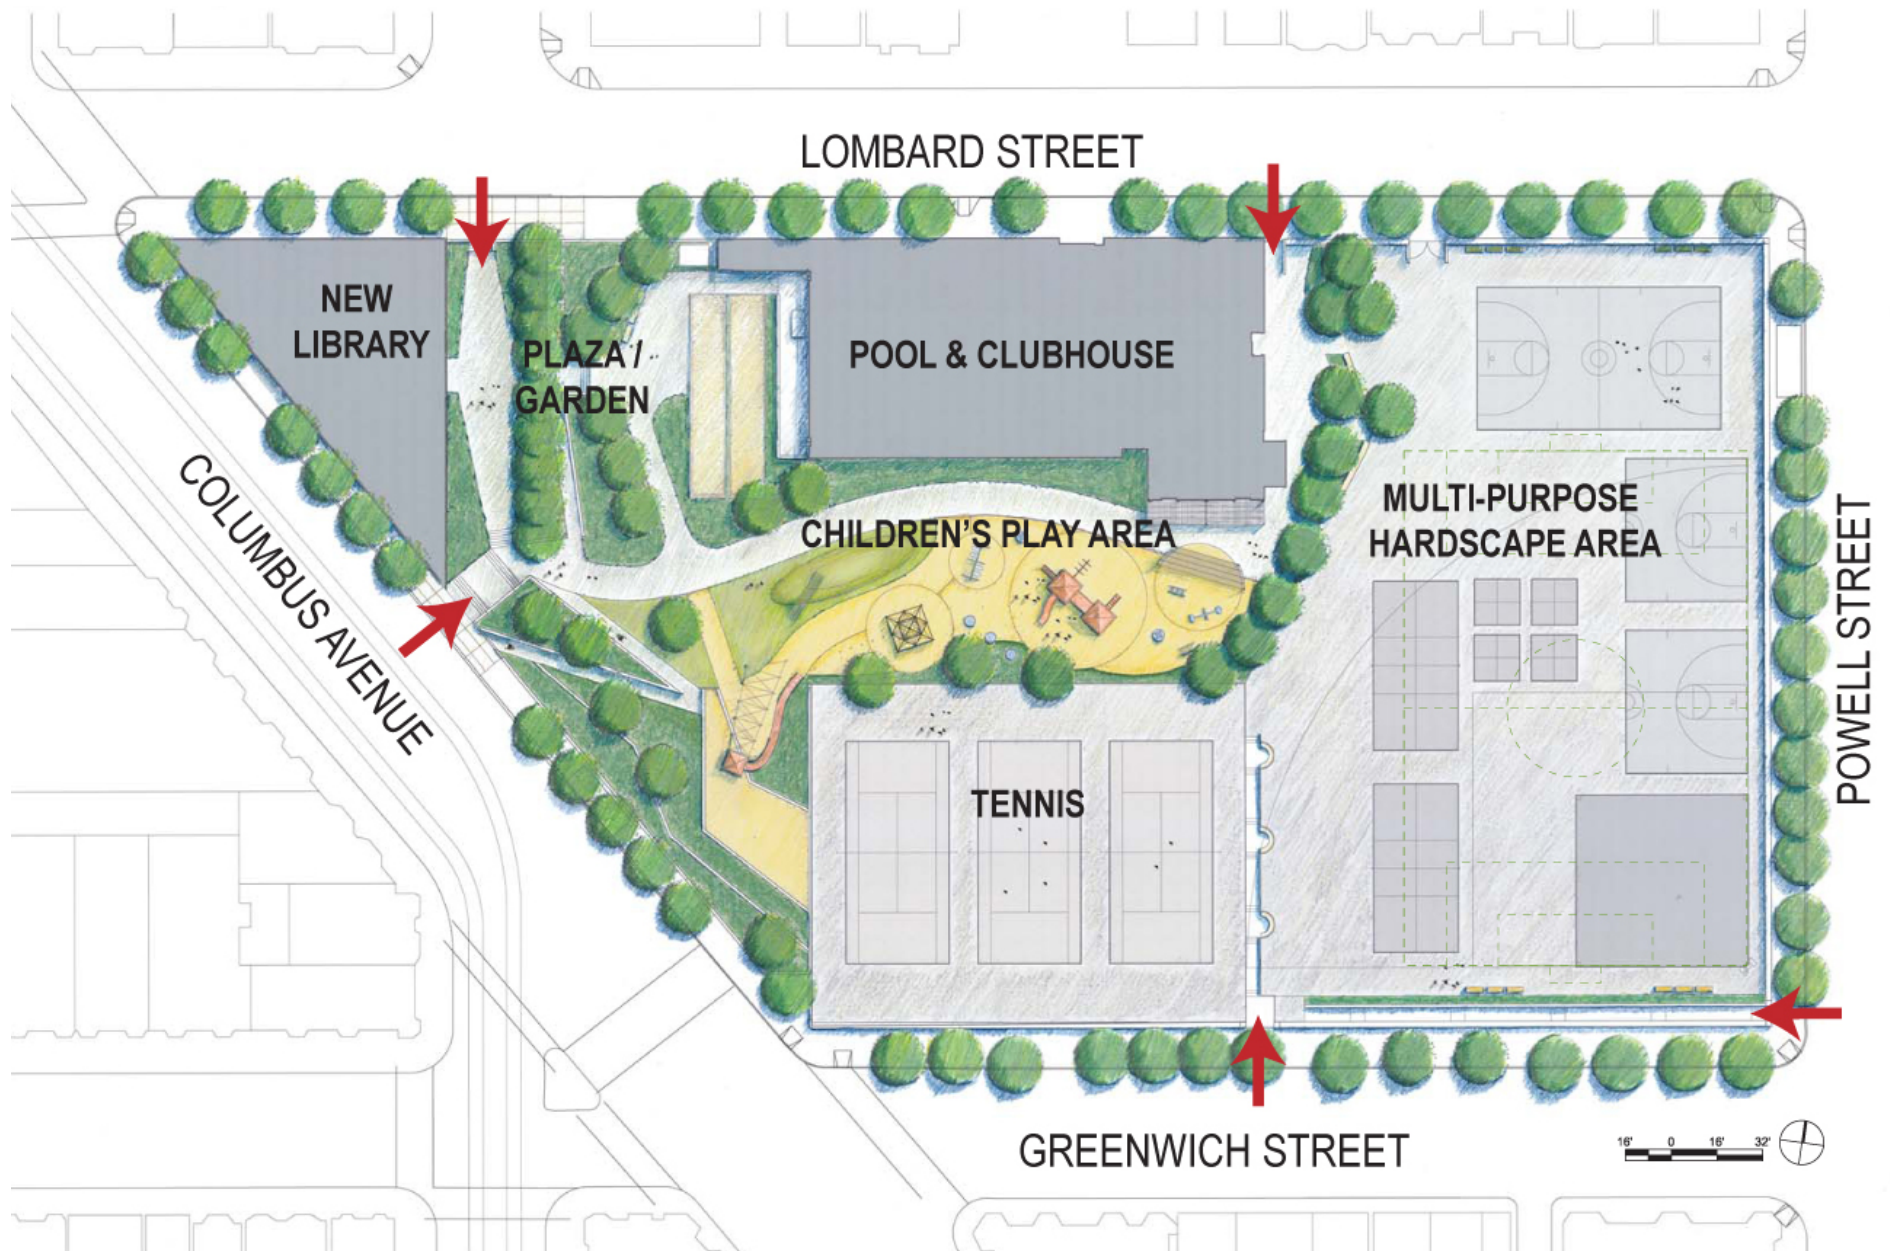 LOMBARD STREET
NEW
LIBRARY
PLAZA /
GARDEN
POOL & CLUBHOUSE
CHILDREN'S PLAY AREA
MULTI-PURPOSE
HARDSCAPE AREA
COLUMBUS AVENUE
POWELL STREET
TENNIS
GREENWICH STREET
16' 0 16' 32'